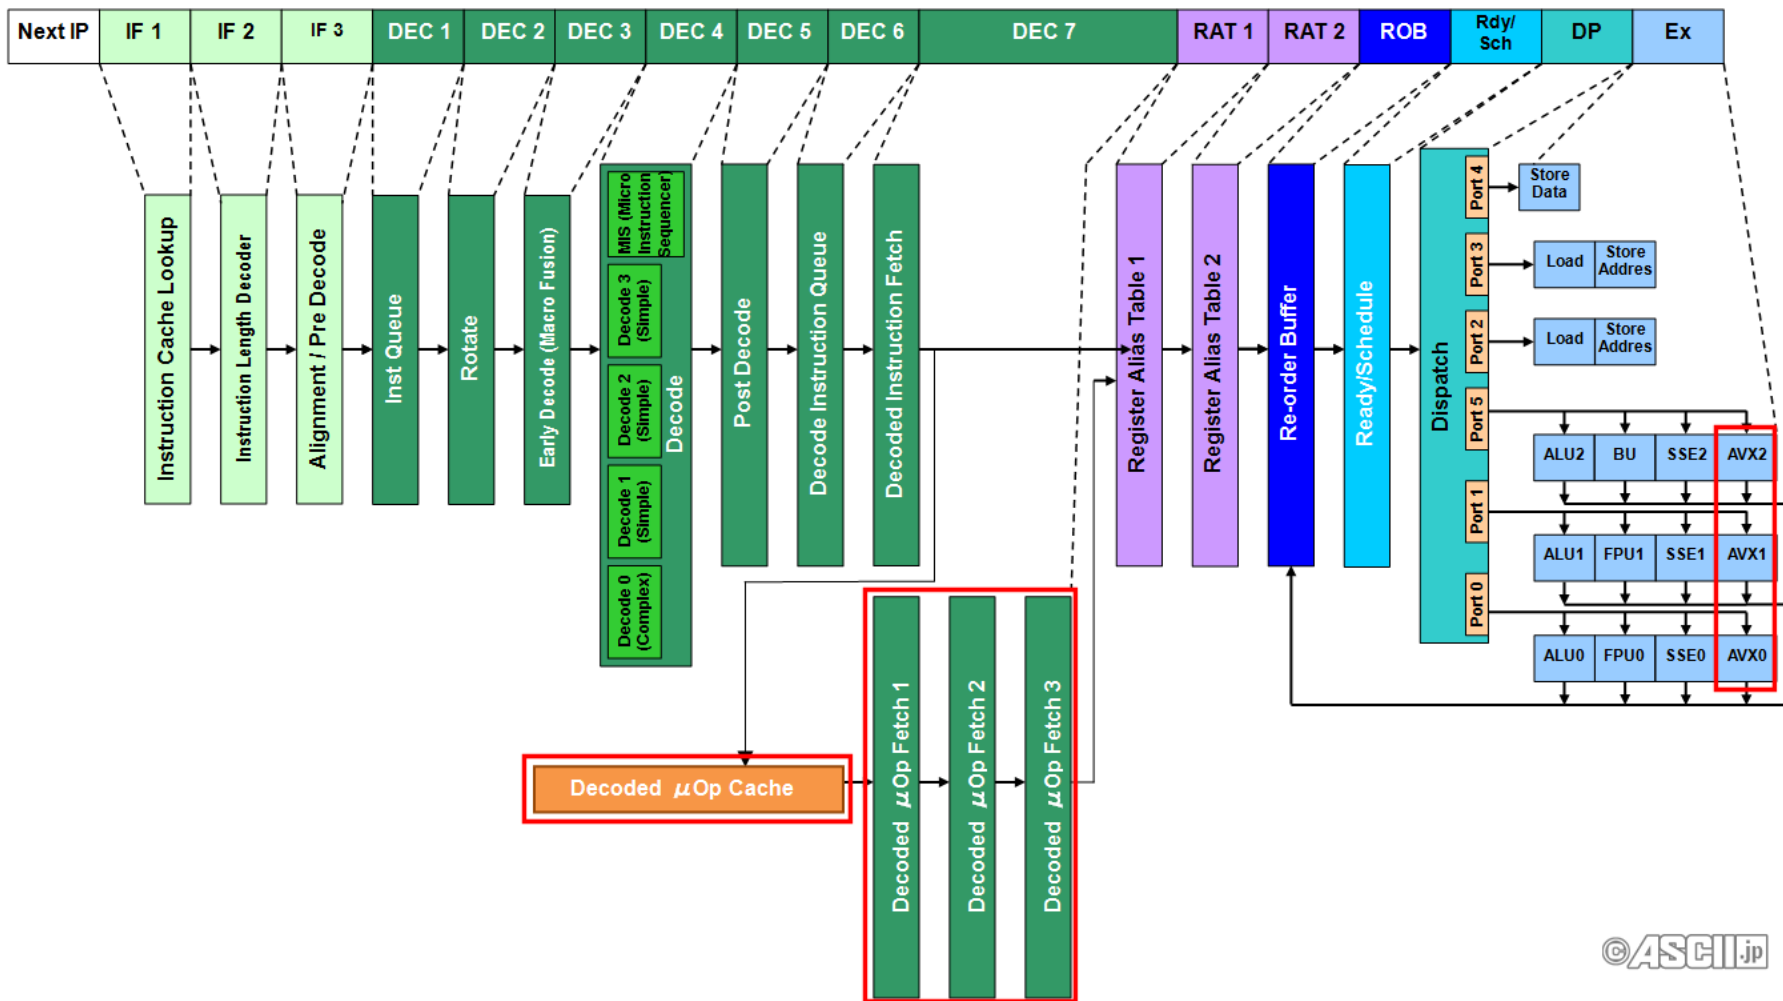 Next IP
IF 1
IF 2
IF 3
DEC 1
DEC 2
DEC 3
DEC 4
DEC 5
DEC 6
DEC 7
RAT 1
RAT 2
ROB
Rdy/
Sch
DP
Ex
Instruction Cache Lookup
Instruction Length Decoder
Alignment / Pre Decode
Inst Queue
Rotate
Early Decode (Macro Fusion)
MIS (Micro
Instruction
Sequencer)
Decode 3
(Simple)
Decode 2
(Simple)
Decode 1
(Simple)
Decode 0
(Complex)
Decode
Post Decode
Decode Instruction Queue
Decoded Instruction Fetch
Register Alias Table 1
Register Alias Table 2
Re-order Buffer
Ready/Schedule
Dispatch
Port 4
Port 3
Port 2
Port 5
Port 1
Port 0
Store
Data
Load
Store
Addres
Load
Store
Addres
ALU2
BU
SSE2
AVX2
ALU1
FPU1
SSE1
AVX1
ALU0
FPU0
SSE0
AVX0
Decoded μOp Cache
Decoded μOp Fetch 1
Decoded μOp Fetch 2
Decoded μOp Fetch 3
©ASCII.jp